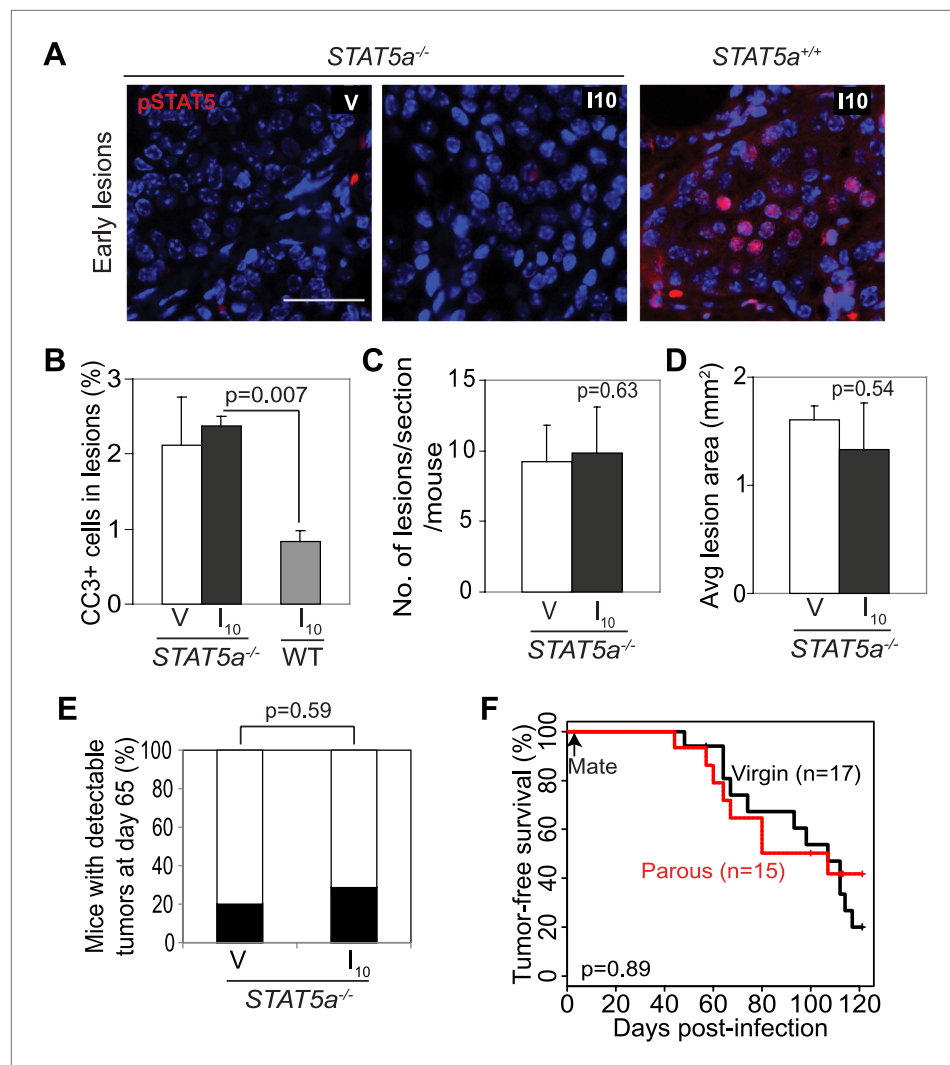 A
STAT5a-/-
STAT5a+/+
pSTAT5
V
I10
I10
Early lesions
B
CC3+ cells in lesions (%)
3
2
1
0
p=0.007
V
I10
I10
STAT5a-/-
WT
C
No. of lesions/section
/mouse
15
10
5
0
p=0.63
V
I10
STAT5a-/-
D
Avg lesion area (mm²)
2
1
0
p=0.54
V
I10
STAT5a-/-
E
p=0.59
Mice with detectable
tumors at day 65 (%)
100
80
60
40
20
0
V
I10
STAT5a-/-
F
Tumor-free survival (%)
100
80
60
40
20
0
Mate
Virgin (n=17)
Parous (n=15)
p=0.89
0 20 40 60 80 100 120
Days post-infection